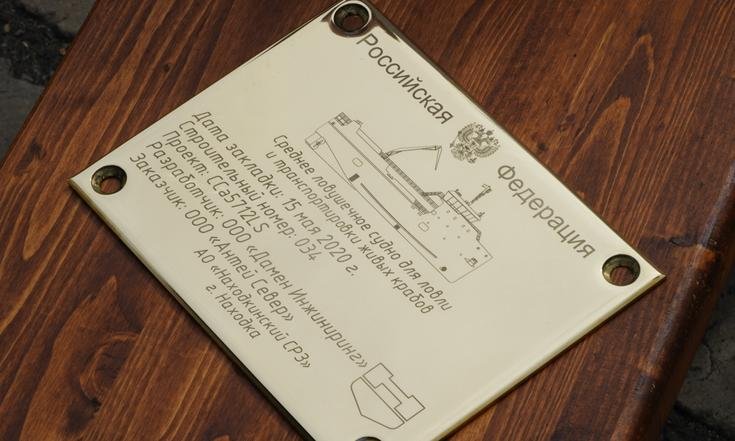 Российская Федерация
Среднее ловушечное судно для ловли
и транспортировки живых крабов
Дата закладки: 15 мая 2020 г.
Строительный номер: 034
Проект: CCa5712LS
Разработчик: ООО «Дамен Инжиниринг»
Заказчик: ООО «Антей Север»
АО «Находкинский СРЗ»
г. Находка